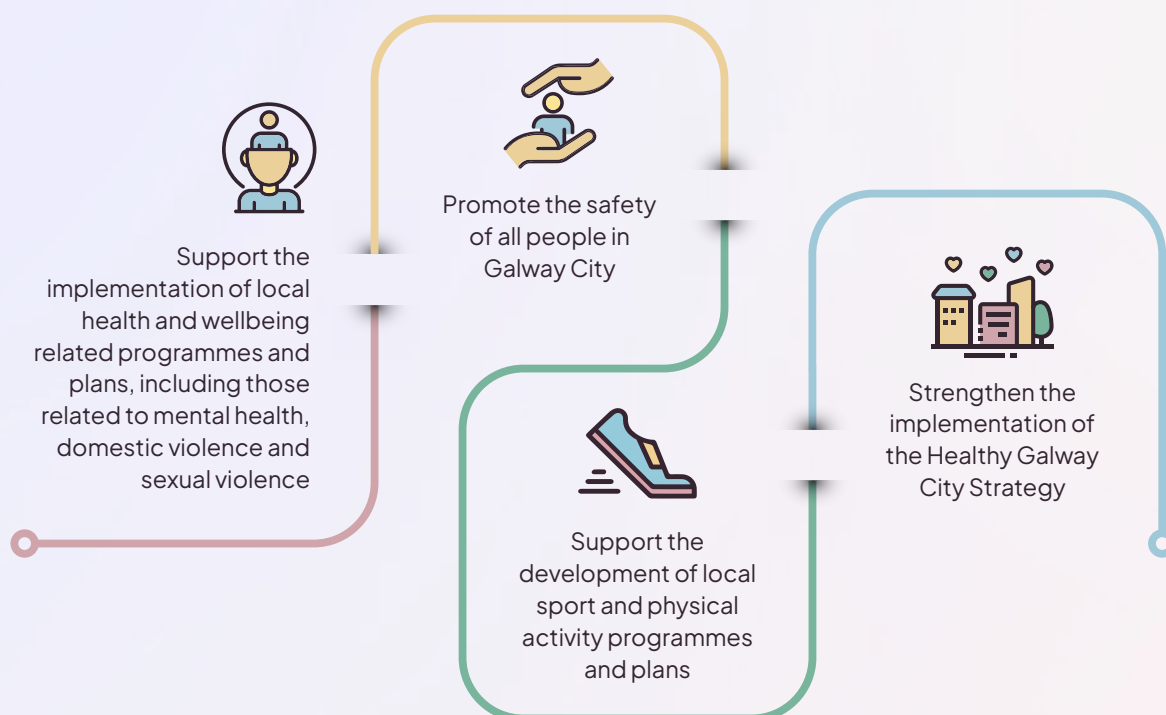 Support the
implementation of local
health and wellbeing
related programmes and
plans, including those
related to mental health,
domestic violence and
sexual violence
Promote the safety
of all people in
Galway City
Support the
development of local
sport and physical
activity programmes
and plans
Strengthen the
implementation of
the Healthy Galway
City Strategy